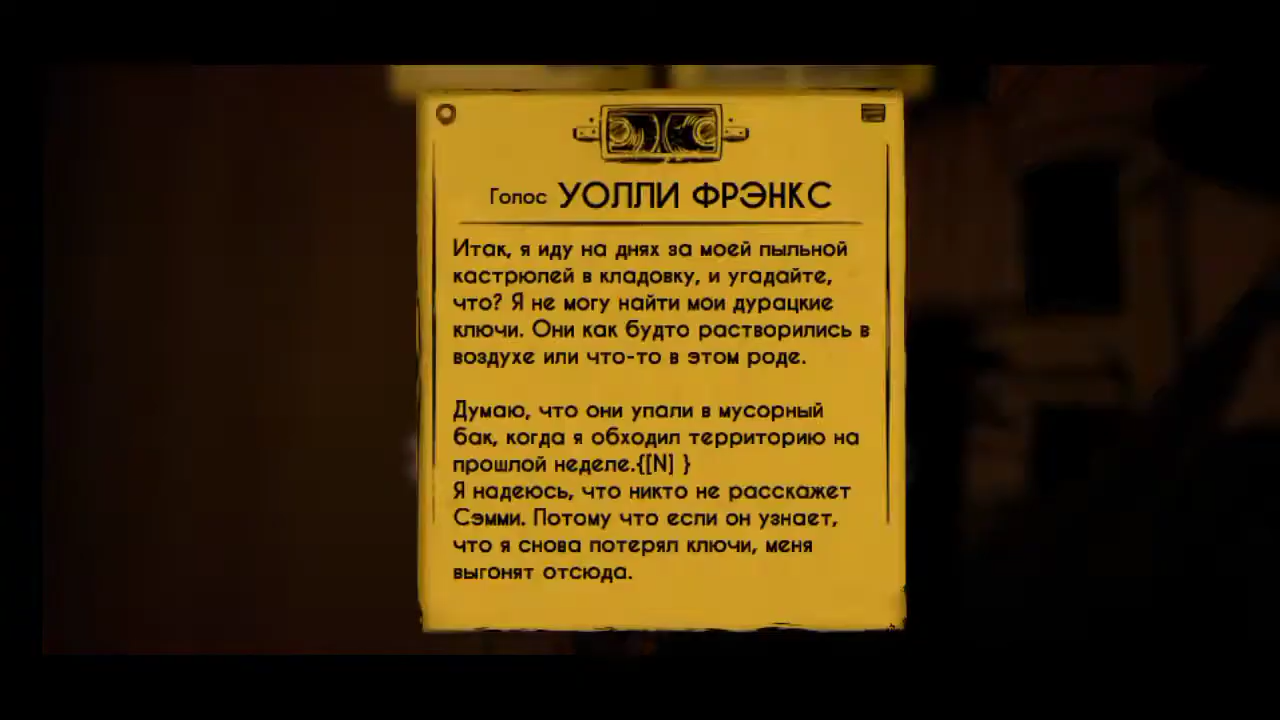 Голос УОЛЛИ ФРЭНКС
Итак, я иду на днях за моей пыльной
кастрюлей в кладовку, и угадайте,
что? Я не могу найти мои дурацкие
ключи. Они как будто растворились в
воздухе или что-то в этом роде.
Думаю, что они упали в мусорный
бак, когда я обходил территорию на
прошлой неделе.{[N] }
Я надеюсь, что никто не расскажет
Сэмми. Потому что если он узнает,
что я снова потерял ключи, меня
выгонят отсюда.